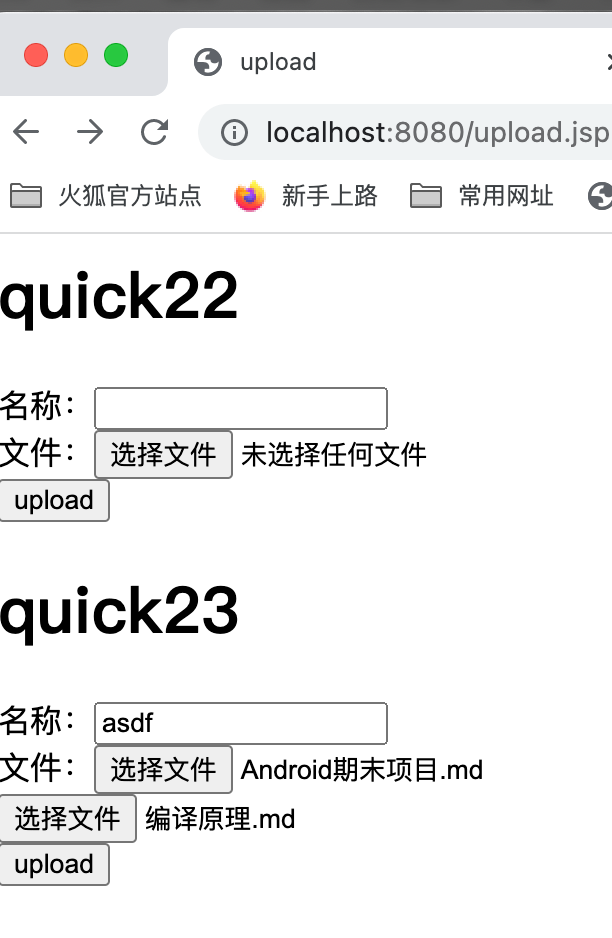 upload
localhost:8080/upload.jsp
火狐官方站点 新手上路 常用网址
quick22
名称：
文件： 选择文件 未选择任何文件
upload
quick23
名称： asdf
文件： 选择文件 Android期末项目.md
选择文件 编译原理.md
upload